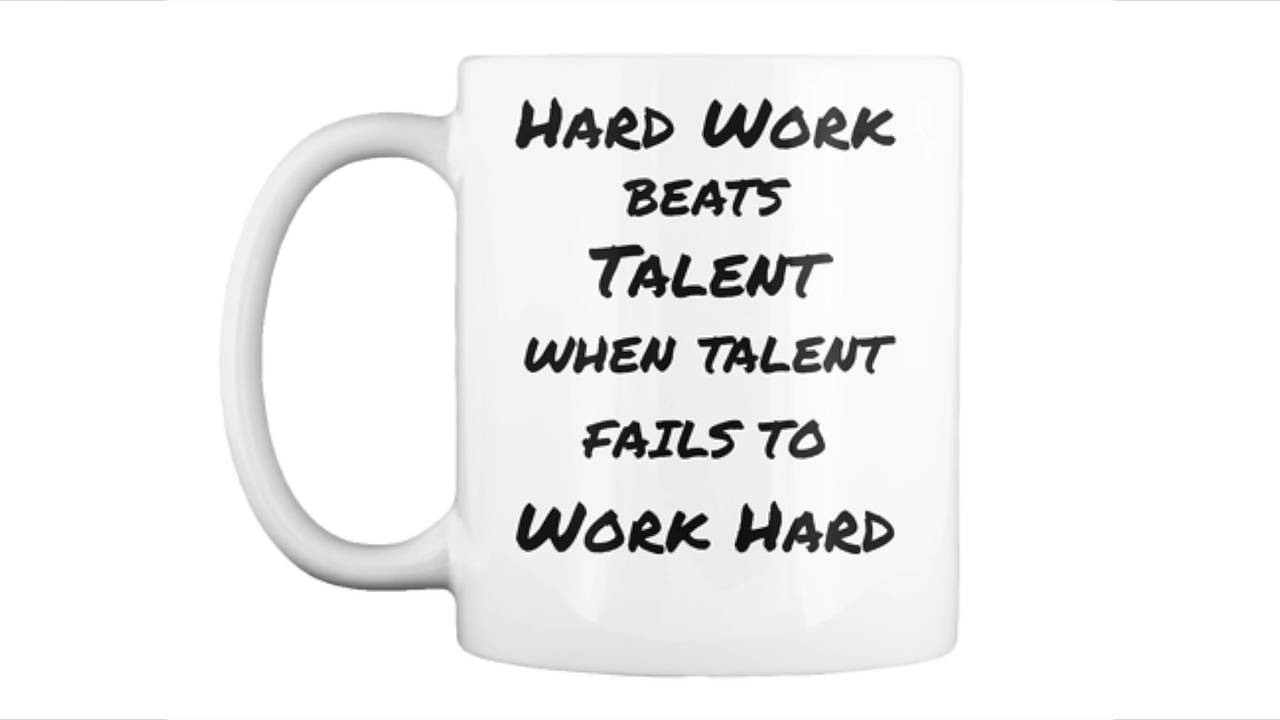 Hard Work
beats
Talent
when talent
fails to
Work Hard